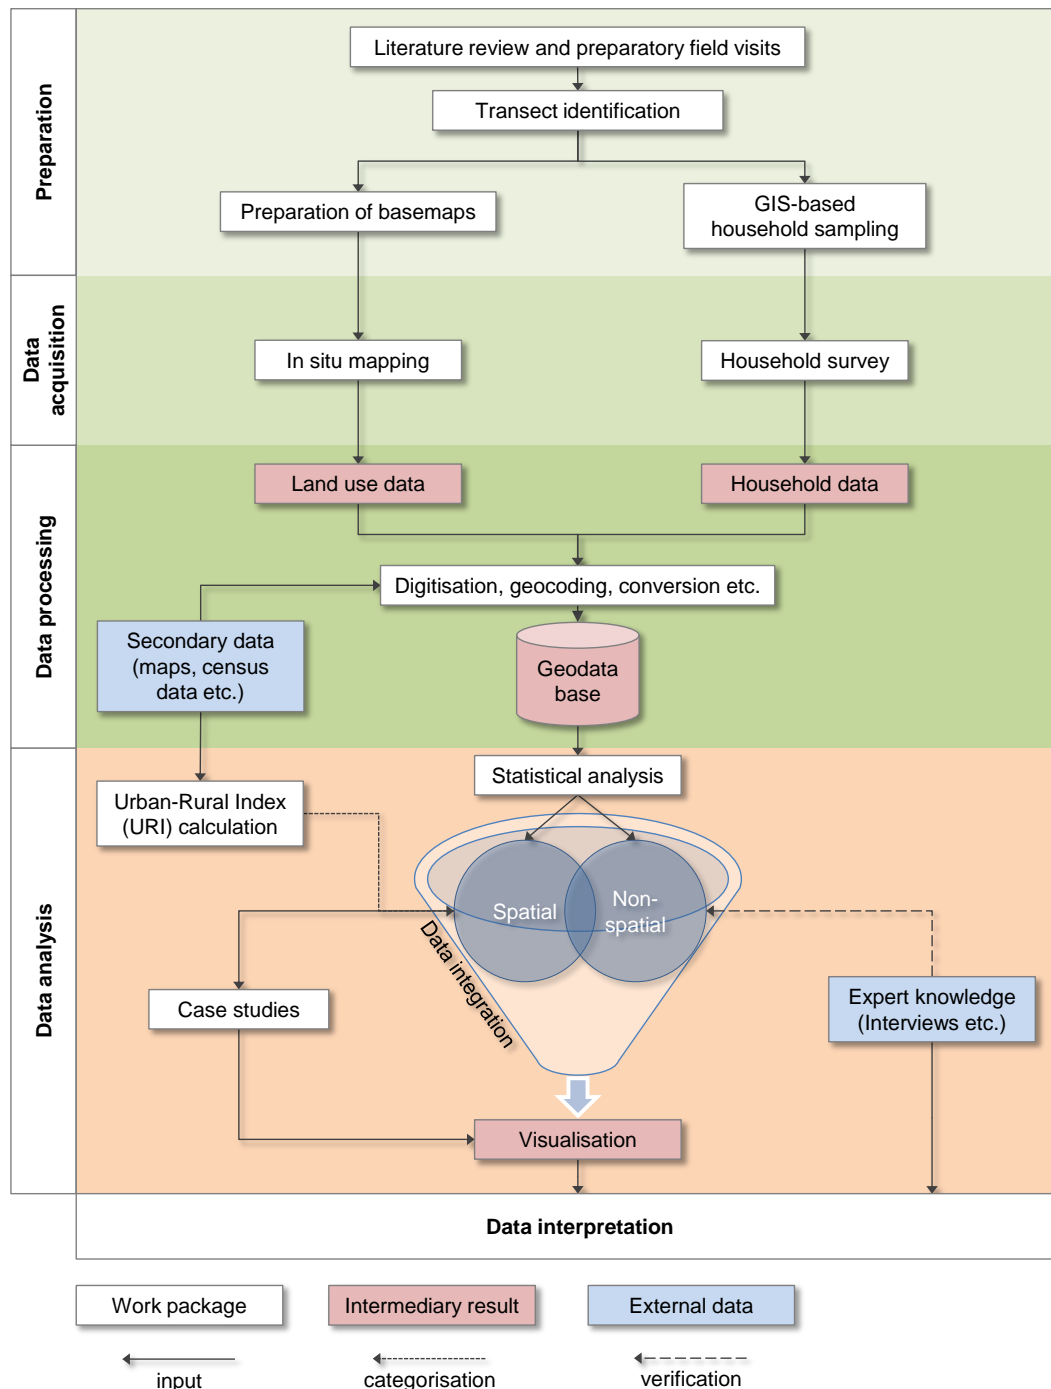 Preparation
Literature review and preparatory field visits
Transect identification
Preparation of basemaps
GIS-based
household sampling
Data
acquisition
In situ mapping
Household survey
Data processing
Land use data
Household data
Digitisation, geocoding, conversion etc.
Secondary data
(maps, census
data etc.)
Geodata
base
Data analysis
Statistical analysis
Urban-Rural Index
(URI) calculation
Spatial
Non-
spatial
Data integration
Case studies
Expert knowledge
(Interviews etc.)
Visualisation
Data interpretation
Work package
Intermediary result
External data
input
categorisation
verification